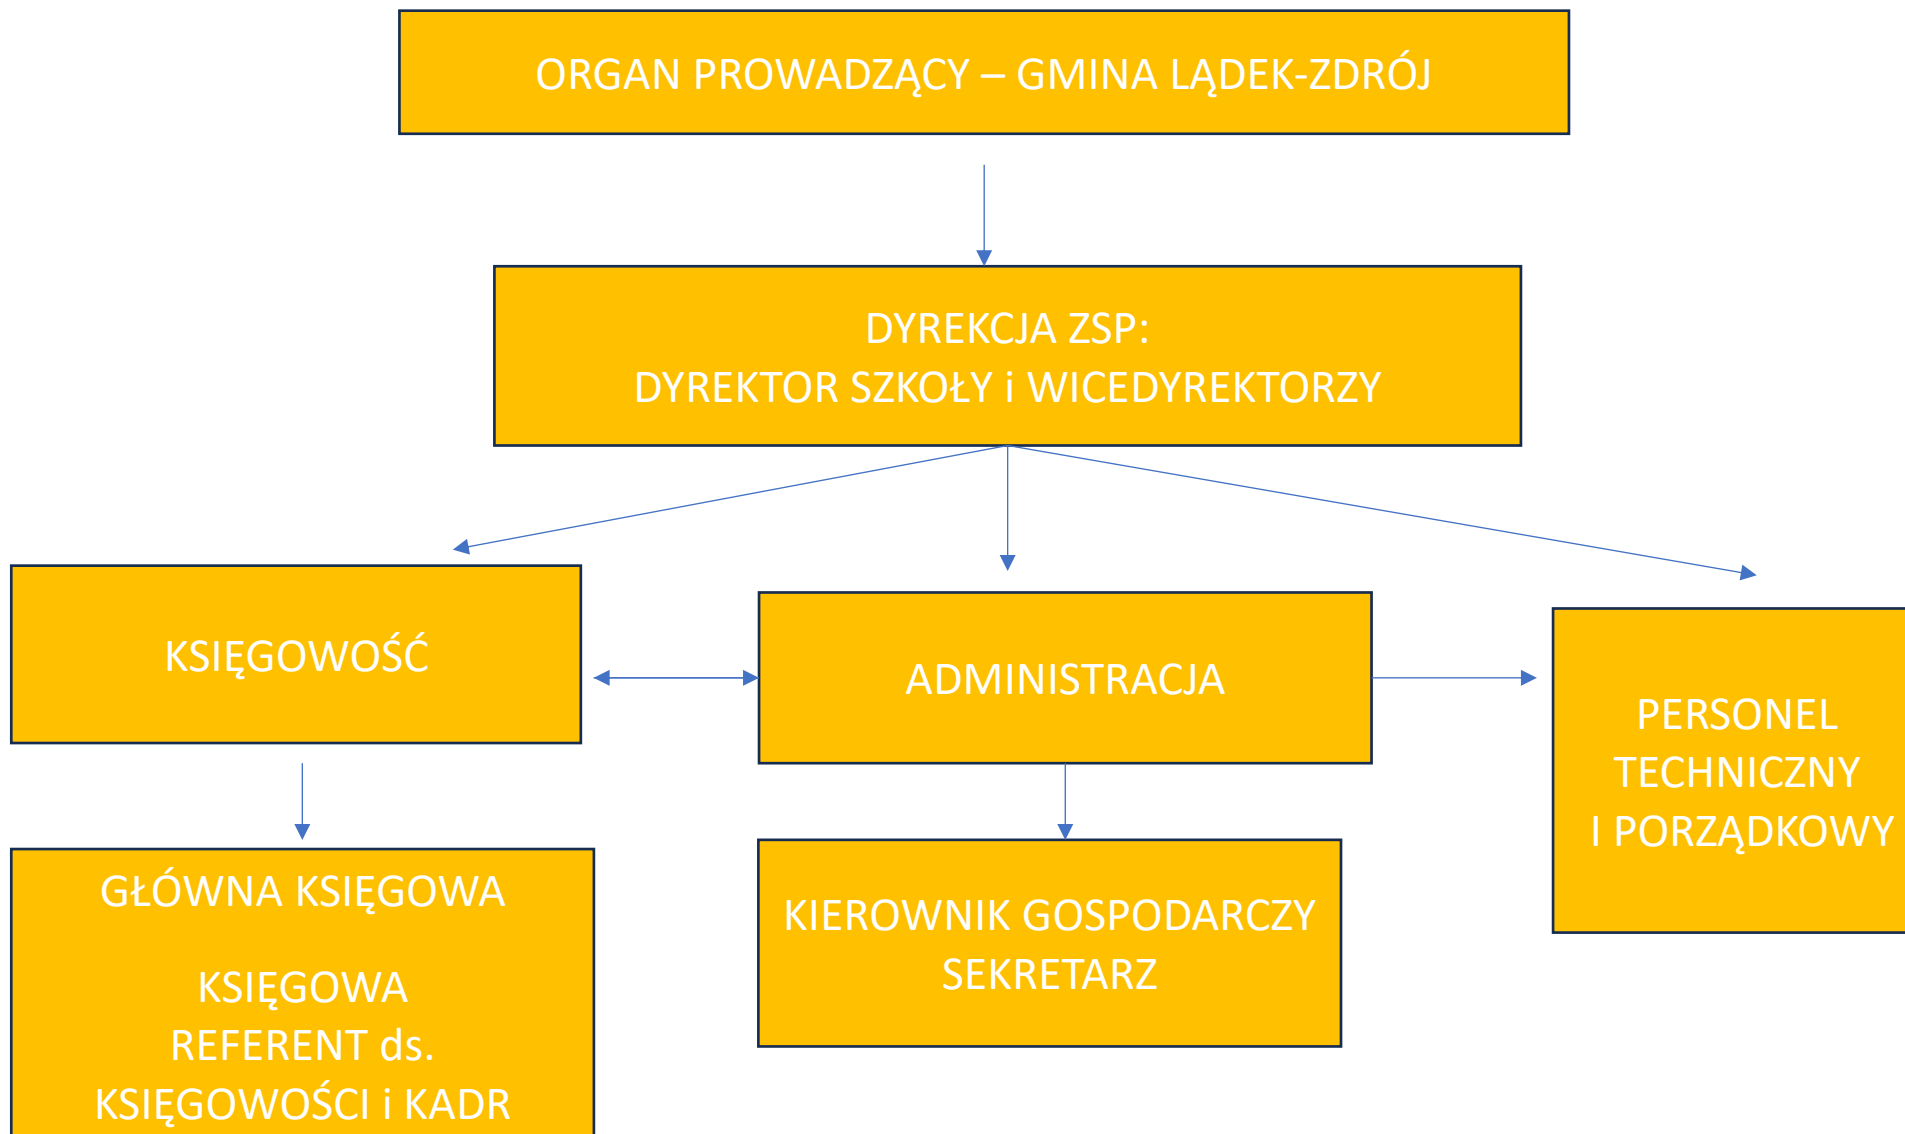 ORGAN PROWADZĄCY – GMINA LĄDEK-ZDRÓJ
DYREKCJA ZSP:
DYREKTOR SZKOŁY i WICEDYREKTORZY
KSIĘGOWOŚĆ
ADMINISTRACJA
PERSONEL
TECHNICZNY
I PORZĄDKOWY
GŁÓWNA KSIĘGOWA
KSIĘGOWA
REFERENT ds.
KSIĘGOWOŚCI i KADR
KIEROWNIK GOSPODARCZY
SEKRETARZ